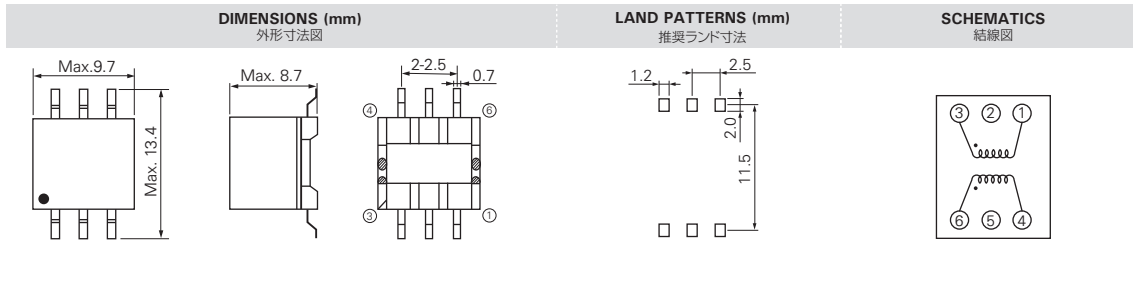 DIMENSIONS (mm)
外形寸法図
LAND PATTERNS (mm)
推奨ランド寸法
SCHEMATICS
結線図
Max.9.7
Max. 13.4
Max. 8.7
2-2.5
0.7
④ ⑥
③ ①
1.2
2.5
2.0
11.5
③ ② ①
⑥ ⑤ ④